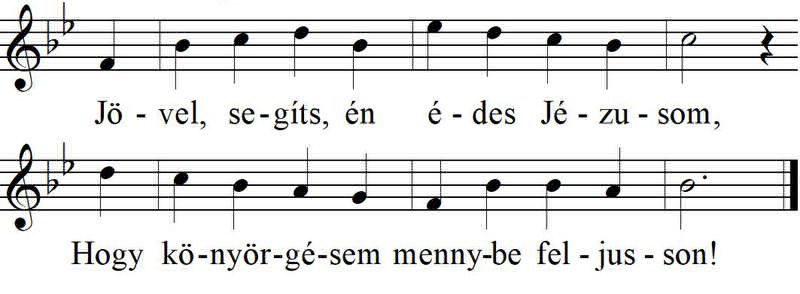 Jö - vel, se - gíts, én é - des Jé - zu - som,
Hogy kö - nyör - gé - sem menny - be fel - jus - son!